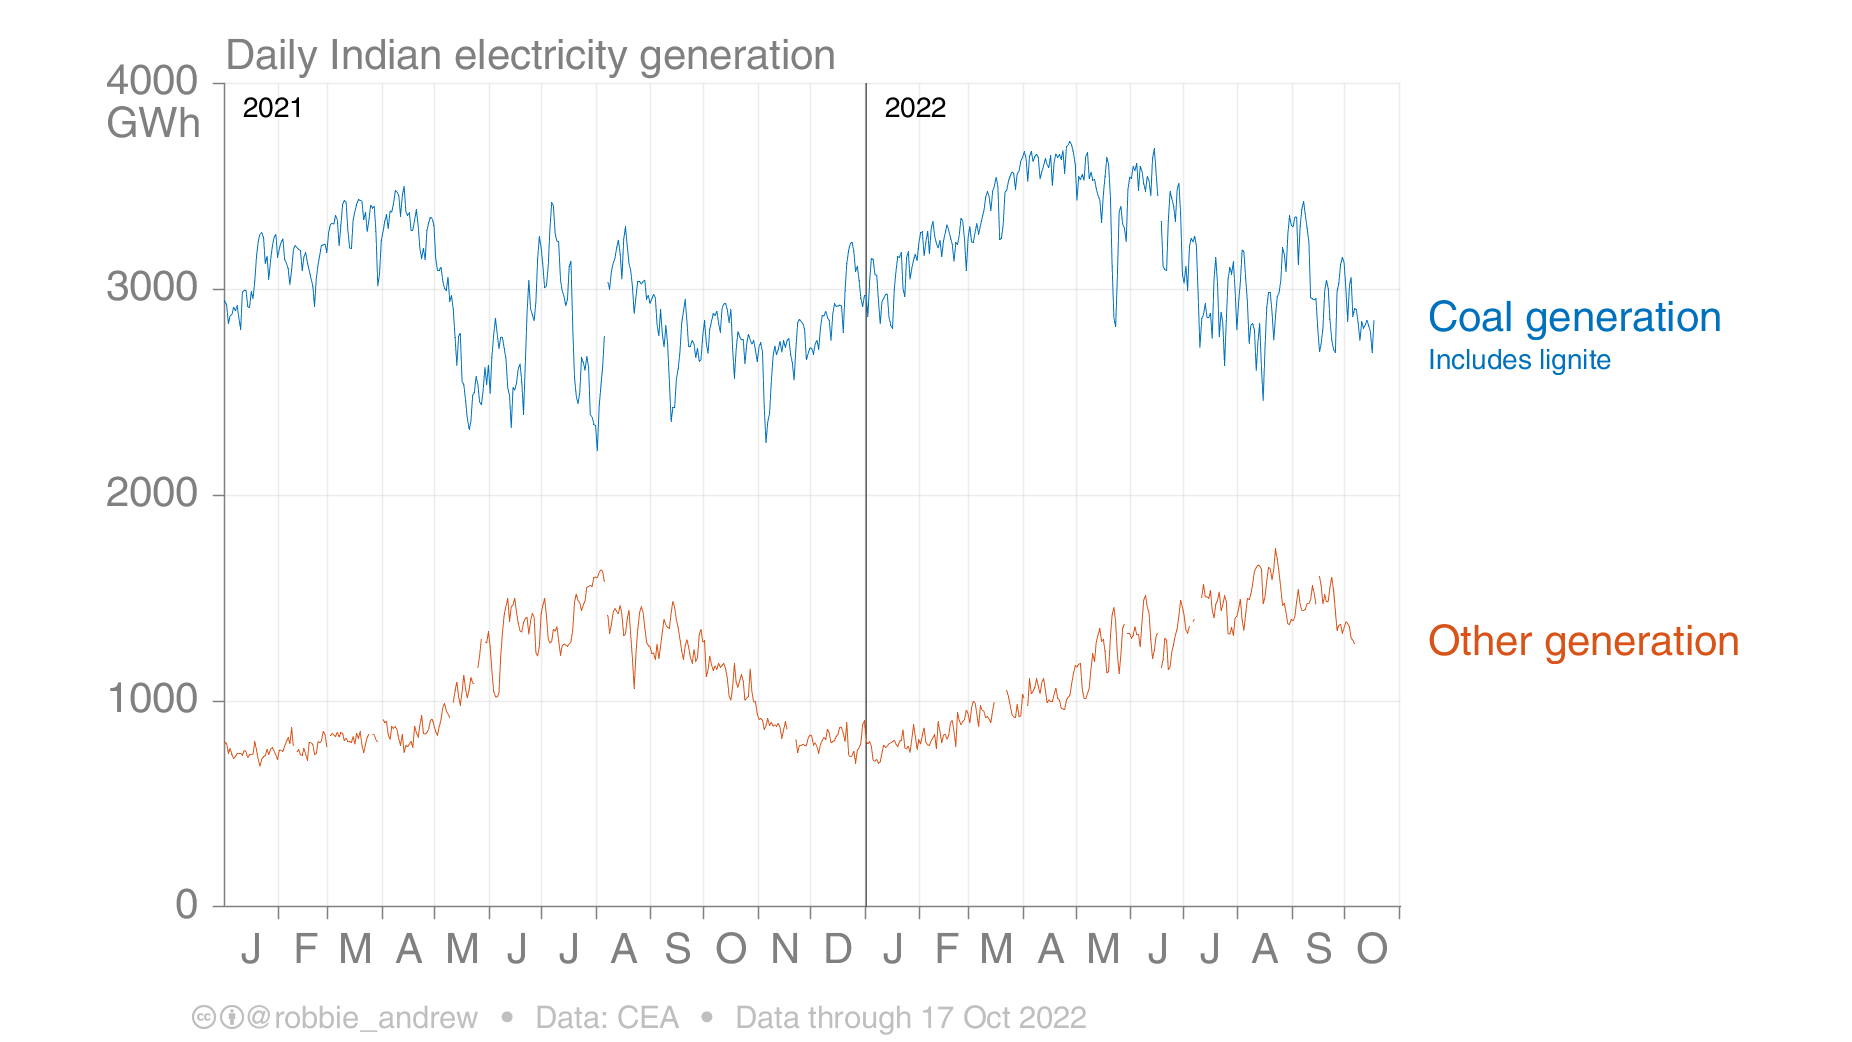 Daily Indian electricity generation
4000
GWh
2021
2022
3000
Coal generation
Includes lignite
2000
Other generation
1000
0
J F M A M J J A S O N D J F M A M J J A S O
cc @robbie_andrew • Data: CEA • Data through 17 Oct 2022